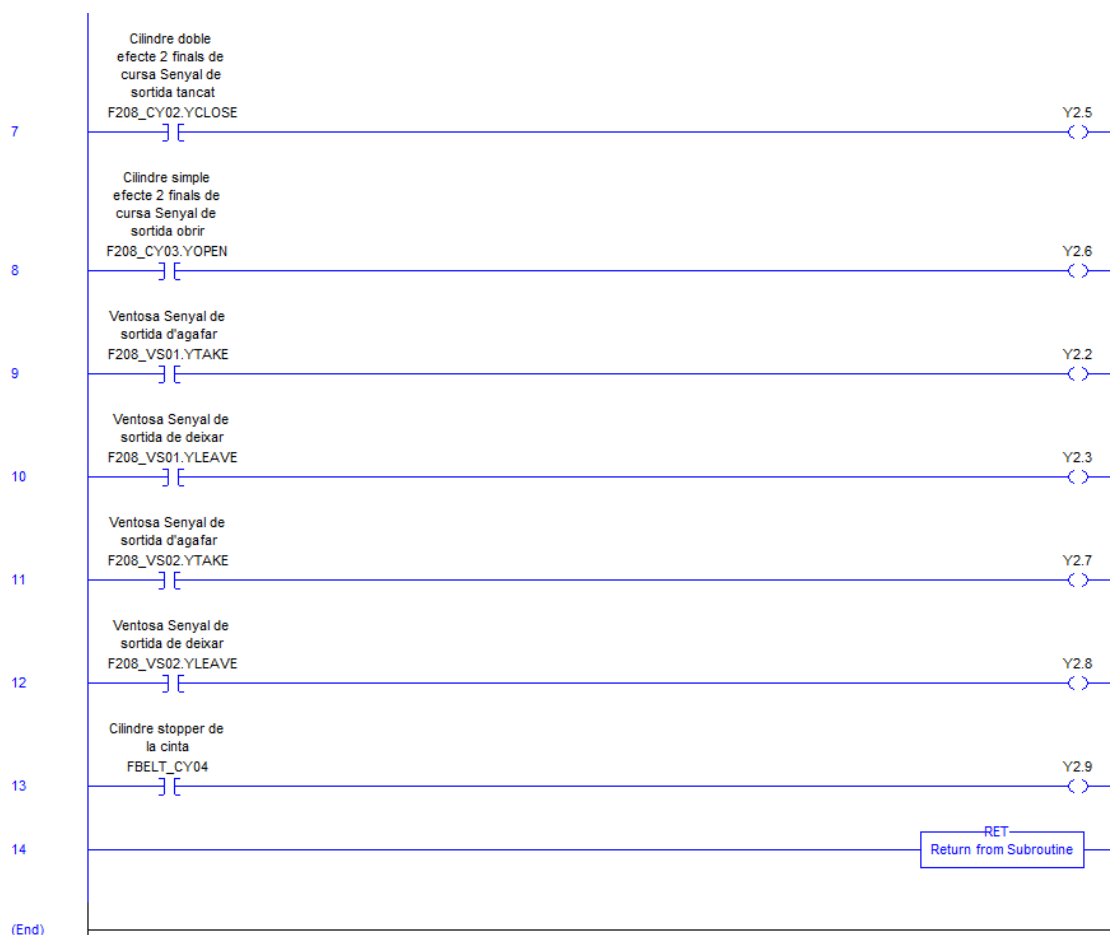 Cilindre doble
efecte 2 finals de
cursa Senyal de
sortida tancat
F208_CY02.YCLOSE
Y2.5
7
Cilindre simple
efecte 2 finals de
cursa Senyal de
sortida obrir
F208_CY03.YOPEN
Y2.6
8
Ventosa Senyal de
sortida d'agafar
F208_VS01.YTAKE
Y2.2
9
Ventosa Senyal de
sortida de deixar
F208_VS01.YLEAVE
Y2.3
10
Ventosa Senyal de
sortida d'agafar
F208_VS02.YTAKE
Y2.7
11
Ventosa Senyal de
sortida de deixar
F208_VS02.YLEAVE
Y2.8
12
Cilindre stopper de
la cinta
FBELT_CY04
Y2.9
13
RET
14
Return from Subroutine
(End)